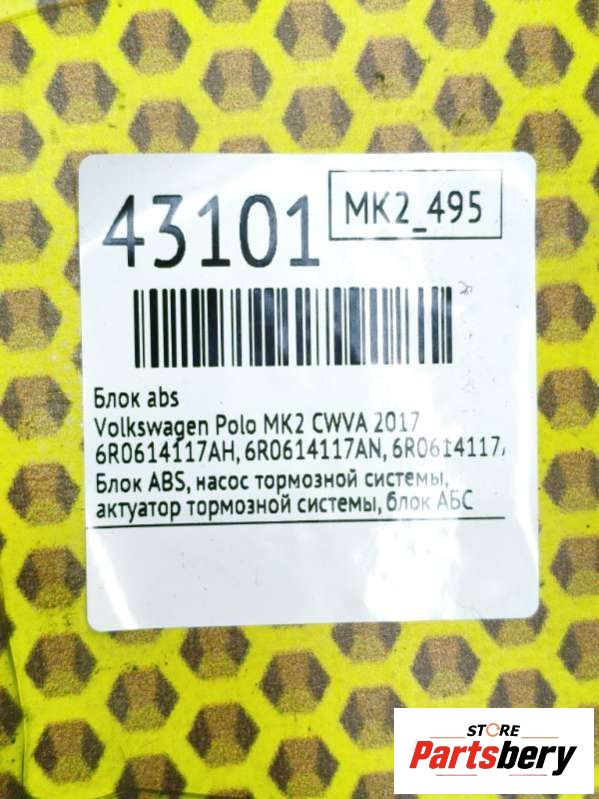 43101
MK2_495
Блок abs
Volkswagen Polo MK2 CWVA 2017
6R0614117AH, 6R0614117AN, 6R0614117
Блок ABS, насос тормозной системы,
актуатор тормозной системы, блок АБС
STORE
Partsbery